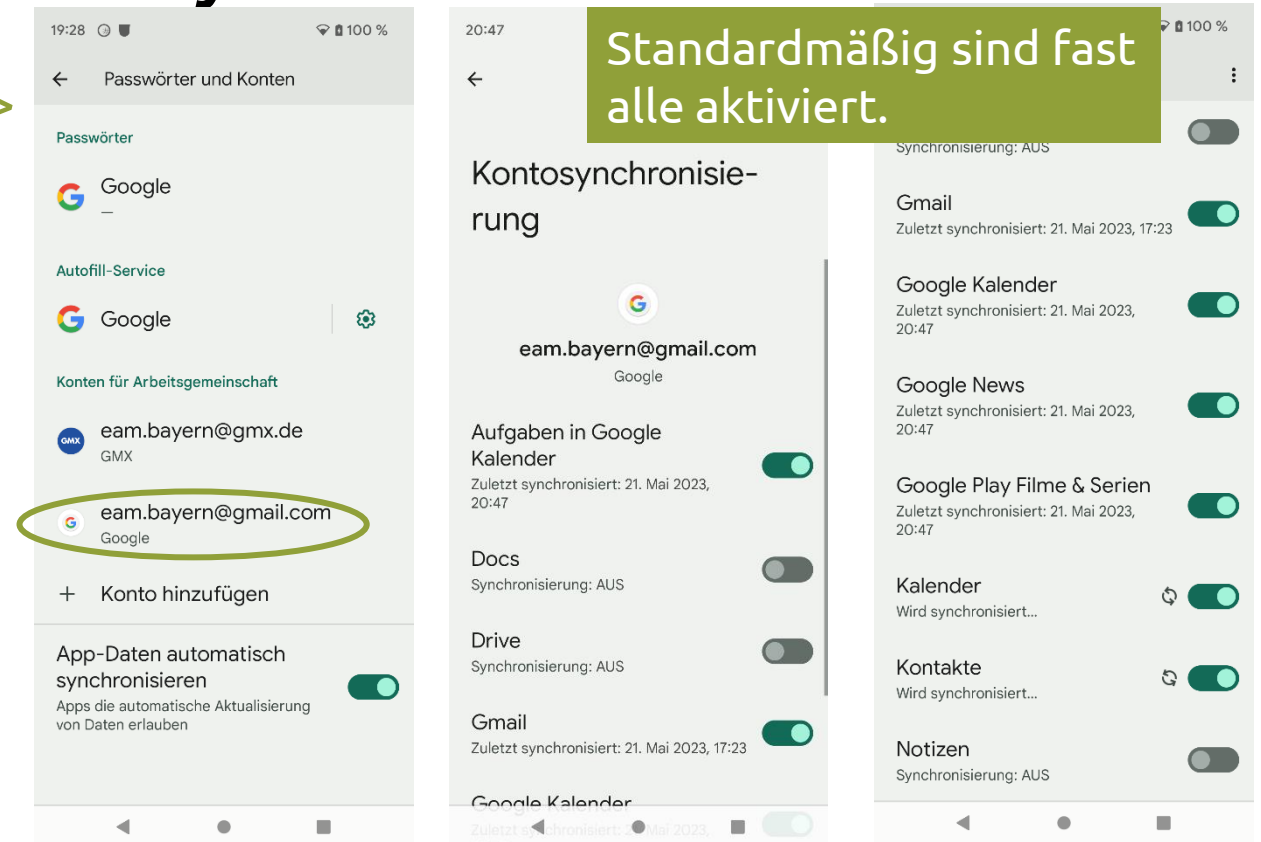 19:28
100 %
Passwörter und Konten
Passwörter
Google
—
Autofill-Service
Google
Konten für Arbeitsgemeinschaft
GMX
eam.bayern@gmx.de
GMX
eam.bayern@gmail.com
Google
+ Konto hinzufügen
App-Daten automatisch
synchronisieren
Apps die automatische Aktualisierung
von Daten erlauben
20:47
Standardmäßig sind fast
alle aktiviert.
Kontosynchronisie-
rung
eam.bayern@gmail.com
Google
Aufgaben in Google
Kalender
Zuletzt synchronisiert: 21. Mai 2023,
20:47
Docs
Synchronisierung: AUS
Drive
Synchronisierung: AUS
Gmail
Zuletzt synchronisiert: 21. Mai 2023, 17:23
Google Kalender
Zuletzt synchronisiert: 21. Mai 2023,
100 %
Synchronisierung: AUS
Gmail
Zuletzt synchronisiert: 21. Mai 2023, 17:23
Google Kalender
Zuletzt synchronisiert: 21. Mai 2023,
20:47
Google News
Zuletzt synchronisiert: 21. Mai 2023,
20:47
Google Play Filme & Serien
Zuletzt synchronisiert: 21. Mai 2023,
20:47
Kalender
Wird synchronisiert...
Kontakte
Wird synchronisiert...
Notizen
Synchronisierung: AUS